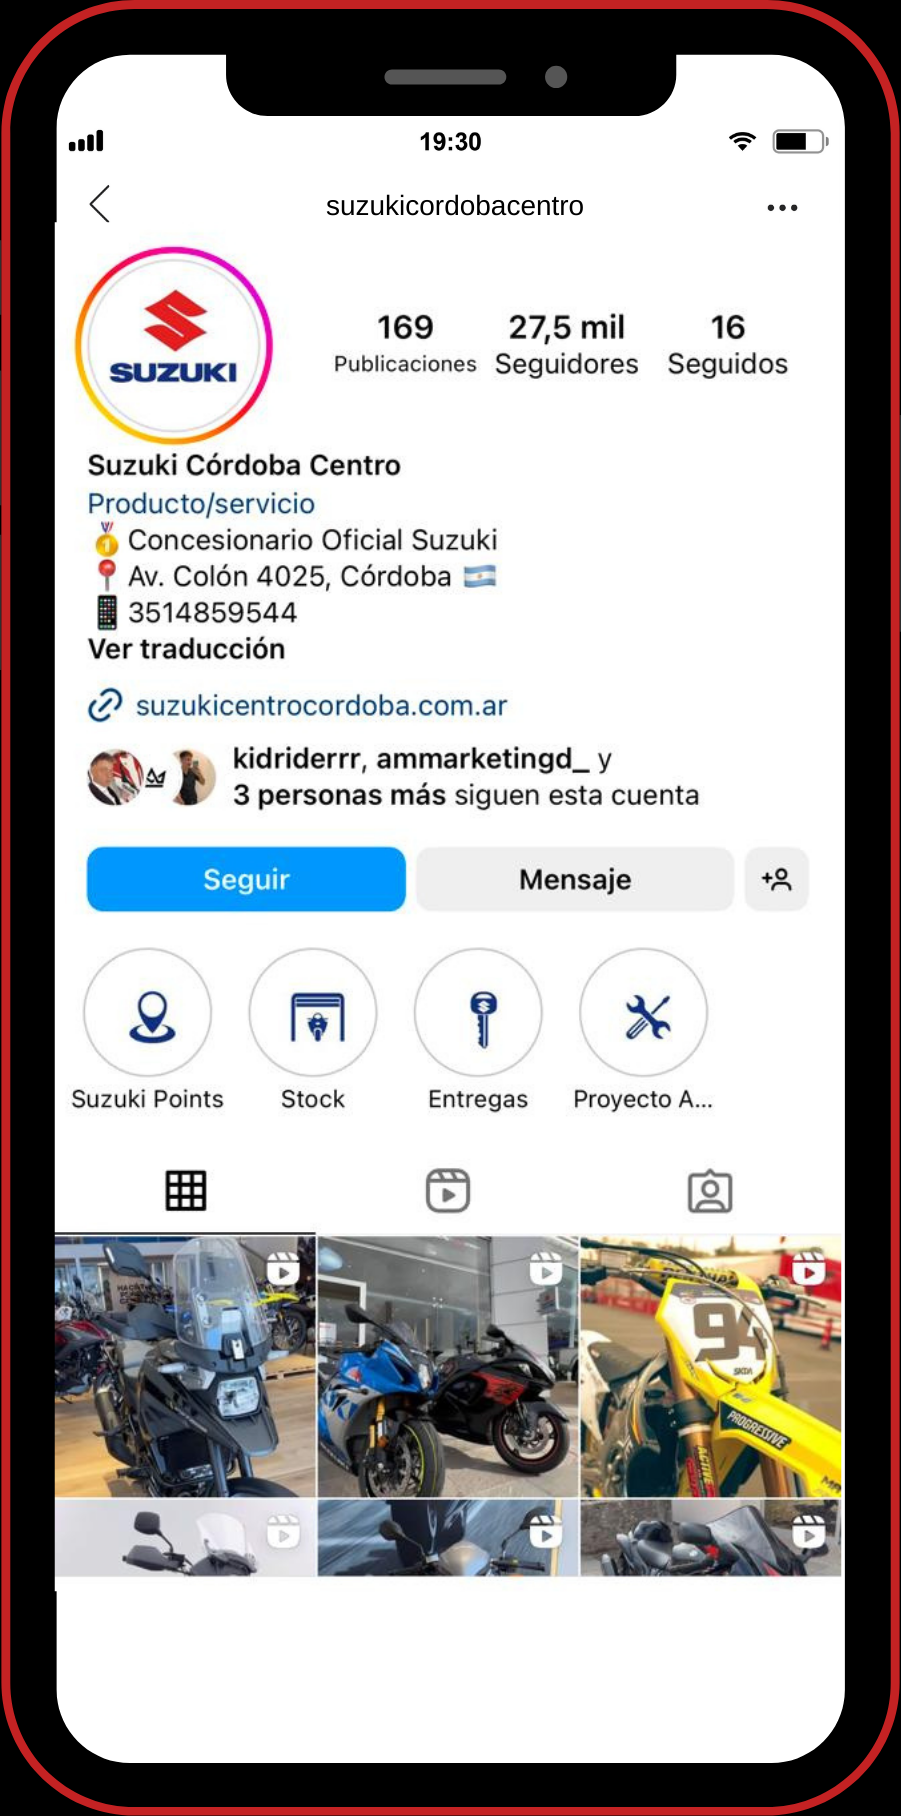 19:30
suzukicordobacentro
SUZUKI
169
27,5 mil
16
Publicaciones
Seguidores
Seguidos
Suzuki Córdoba Centro
Producto/servicio
Concesionario Oficial Suzuki
Av. Colón 4025, Córdoba
3514859544
Ver traducción
suzukicentrocordoba.com.ar
kidriderrr, ammarketingd_ y
3 personas más siguen esta cuenta
Seguir
Mensaje
Suzuki Points
Stock
Entregas
Proyecto A...
94
PROGRESSIVE
ACTIVE